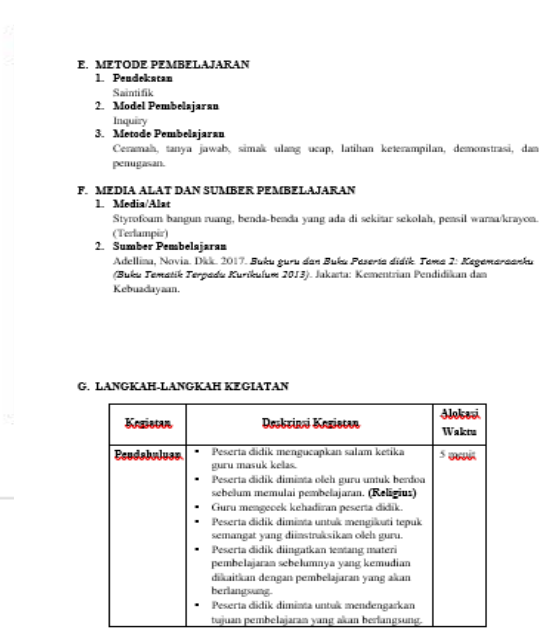 E. METODE PEMBELAJARAN
1. Pendekatan
Saintifik
2. Model Pembelajaran
Inquiry
3. Metode Pembelajaran
Ceramah, tanya jawab, simak ulang ucap, latihan keterampilan, demonstrasi, dan
penugasan.
F. MEDIA ALAT DAN SUMBER PEMBELAJARAN
1. Media/Alat
Styrofoam bangun ruang, benda-benda yang ada di sekitar sekolah, pensil warna/krayon.
(Terlampir)
2. Sumber Pembelajaran
Adellina, Novia. Dkk. 2017. Buku guru dan Buku Peserta didik. Tema 2: Kegemaranku
(Buku Tematik Terpadu Kurikulum 2013). Jakarta: Kementrian Pendidikan dan
Kebuadayaan.
G. LANGKAH-LANGKAH KEGIATAN
Kegiatan Deskripsi Kegiatan Alokasi
Waktu
Pendahuluan
▪ Peserta didik mengucapkan salam ketika
guru masuk kelas.
▪ Peserta didik diminta oleh guru untuk berdoa
sebelum memulai pembelajaran. (Religius)
▪ Guru mengecek kehadiran peserta didik.
▪ Peserta didik diminta untuk mengikuti tepuk
semangat yang diinstruksikan oleh guru.
▪ Peserta didik diingatkan tentang materi
pembelajaran sebelumnya yang kemudian
dikaitkan dengan pembelajaran yang akan
berlangsung.
▪ Peserta didik diminta untuk mendengarkan
tujuan pembelajaran yang akan berlangsung.
5 menit